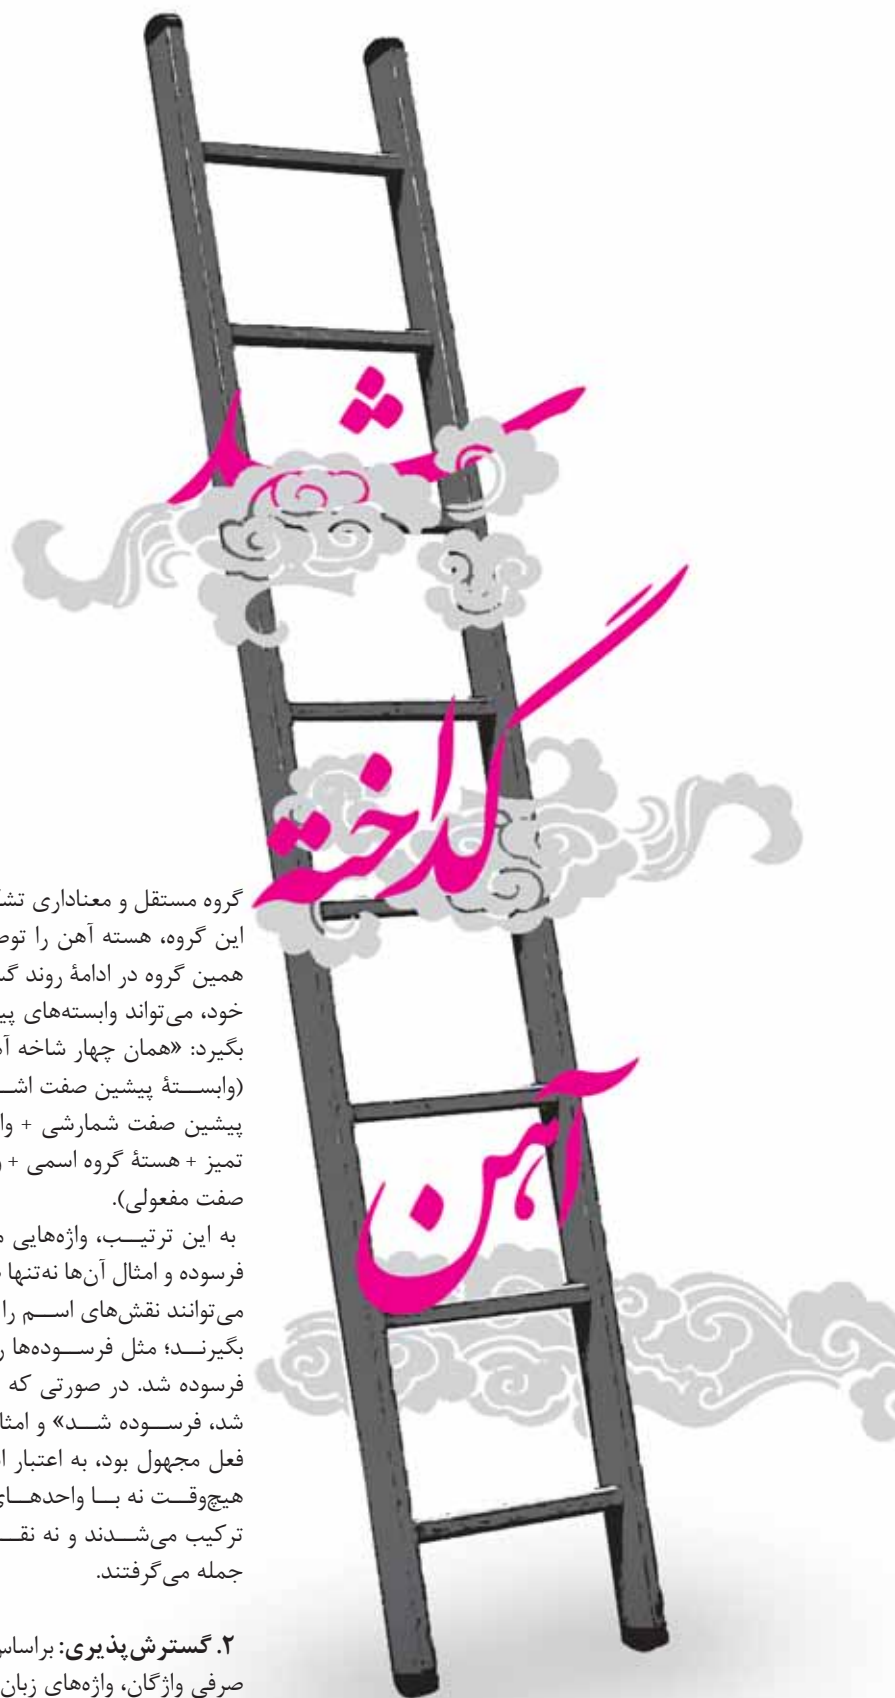 شد
گداخته
آهن
گروه مستقل و معناداری
این گروه، هسته آهن را
همین گروه در ادامهٔ روند
خود، می‌تواند وابسته‌های
بگیرد: «همان چهار شاخه
(وابستهٔ پیشین صفت
پیشین صفت شمارشی +
تمیز + هستهٔ گروه اسمی +
صفت مفعولی).
به این ترتیب، واژه‌هایی
فرسوده و امثال آن‌ها نه‌تنها
می‌توانند نقش‌های اسم را
بگیرند؛ مثل فرسوده‌ها
فرسوده شد. در صورتی که
شد، فرسوده شد» و
فعل مجهول بود، به اعتبار
هیچ‌وقت نه با
ترکیب می‌شدند و نه
جمله می‌گرفتند.
۲. گسترش‌پذیری: براساس
صرفی واژگان، واژه‌های زبان